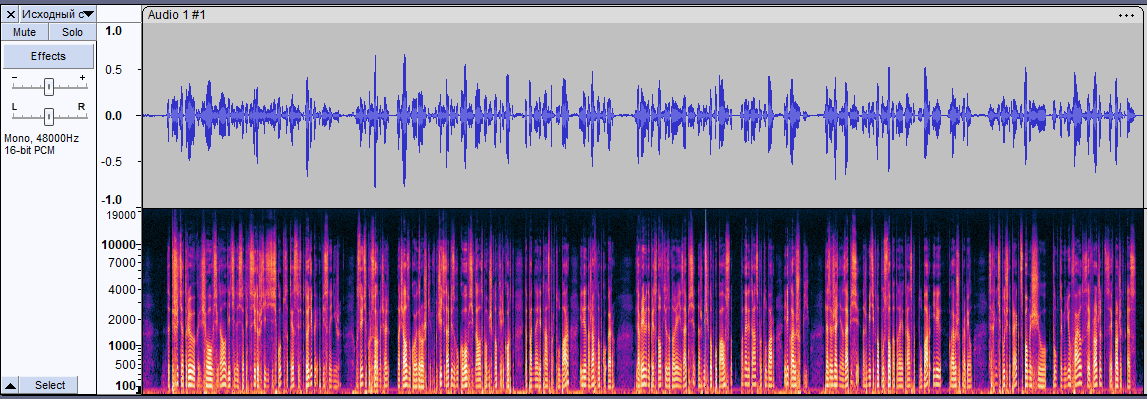 Исходный с
Audio 1 #1
...
Mute
Solo
Effects
- +
L R
Mono, 48000Hz
16-bit PCM
Select
1.0
0.5
0.0
-0.5
-1.0
19000
10000
7000
4000
2000
1000
500
100